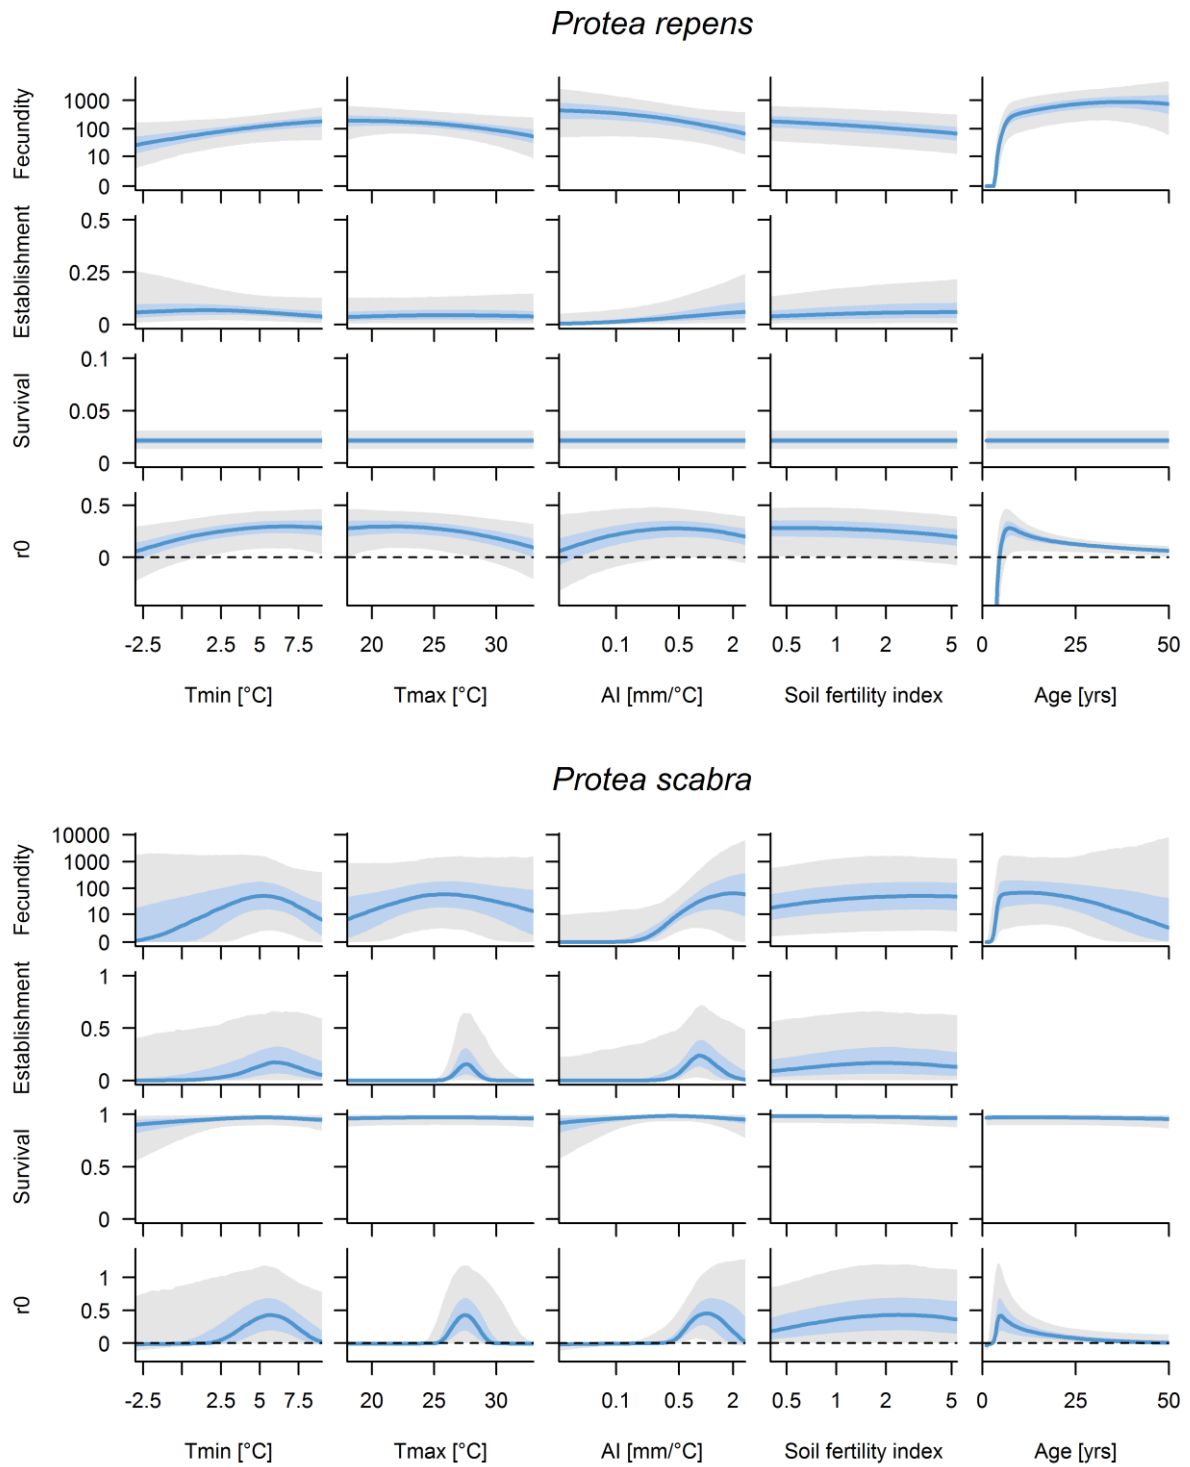 Protea repens
Fecundity
1000
100
10
0
Establishment
0.5
0.25
0
Survival
0.1
0.05
0
r0
0.5
0
-2.5 2.5 5 7.5 20 25 30 0.1 0.5 2 0.5 1 2 5 0 25 50
Tmin [°C] Tmax [°C] AI [mm/°C] Soil fertility index Age [yrs]
Protea scabra
Fecundity
10000
1000
100
10
0
Establishment
1
0.5
0
Survival
1
0.5
0
r0
1
0.5
0
-2.5 2.5 5 7.5 20 25 30 0.1 0.5 2 0.5 1 2 5 0 25 50
Tmin [°C] Tmax [°C] AI [mm/°C] Soil fertility index Age [yrs]